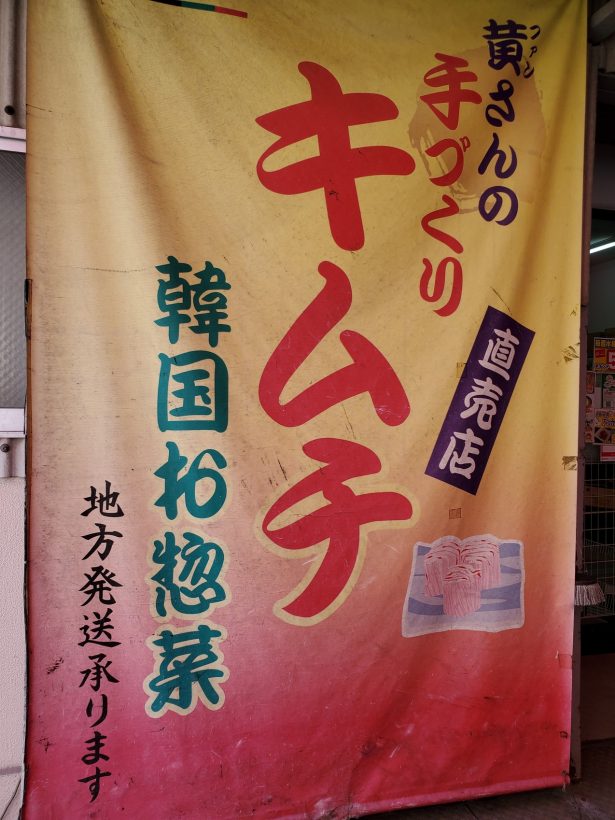 黄さんの
ファン
手づくり
直売店
キムチ
韓国お惣菜
地方発送承ります